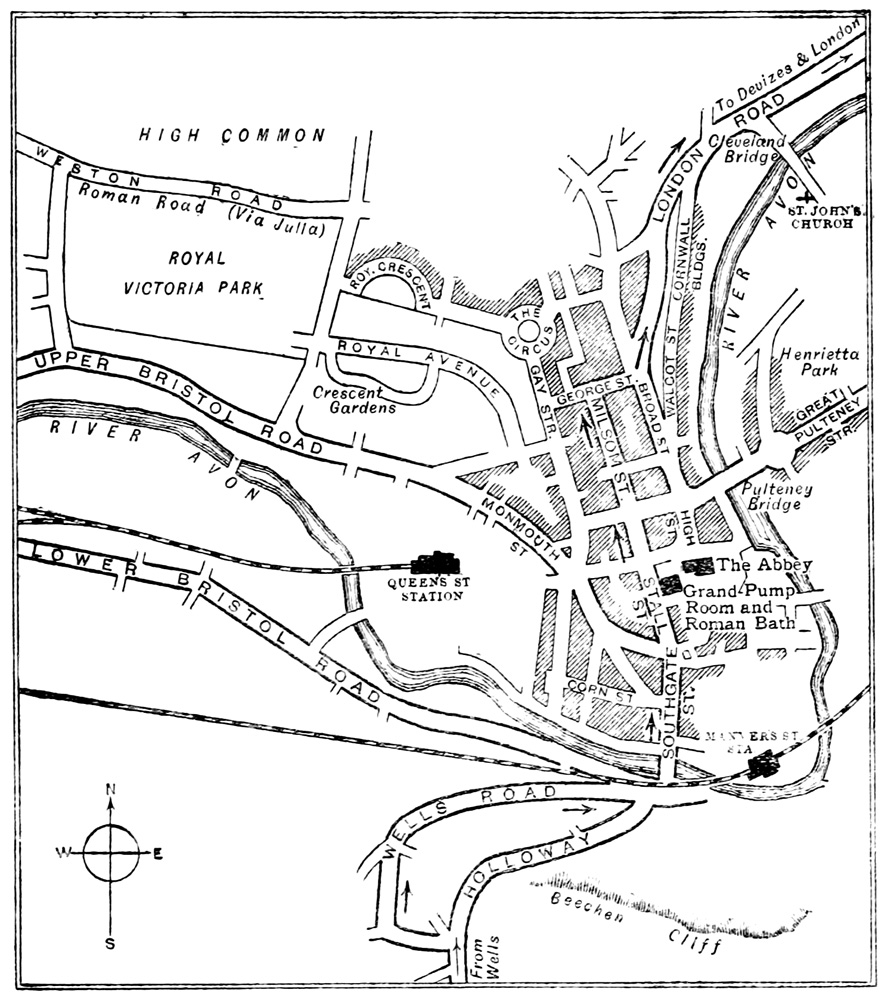 To Devizes & London
LONDON ROAD
HIGH COMMON
Cleveland
Bridge
WESTON ROAD
Roman Road (Via Julia)
ST. JOHN'S
CHURCH
RIVER AVON
ROYAL
VICTORIA PARK
ROY. CRESCENT
CORNWALL
BLDGS.
THE
CIRCUS
WALCOT ST
ROYAL AVENUE
Henrietta
Park
UPPER BRISTOL ROAD
Crescent
Gardens
GAY STR.
GEORGE ST.
BROAD ST
MILSOM ST.
GREAT
PULTENEY
STR.
RIVER AVON
Pulteney
Bridge
MONMOUTH
ST
HIGH
ST
LOWER BRISTOL ROAD
QUEENS ST
STATION
The Abbey
STALL
ST
Grand Pump
Room and
Roman Bath
CORN ST
SOUTHGATE
ST.
MANVERS ST.
STA
N
W
E
S
WELLS ROAD
HOLLOWAY
Beechen
Cliff
From
Wells